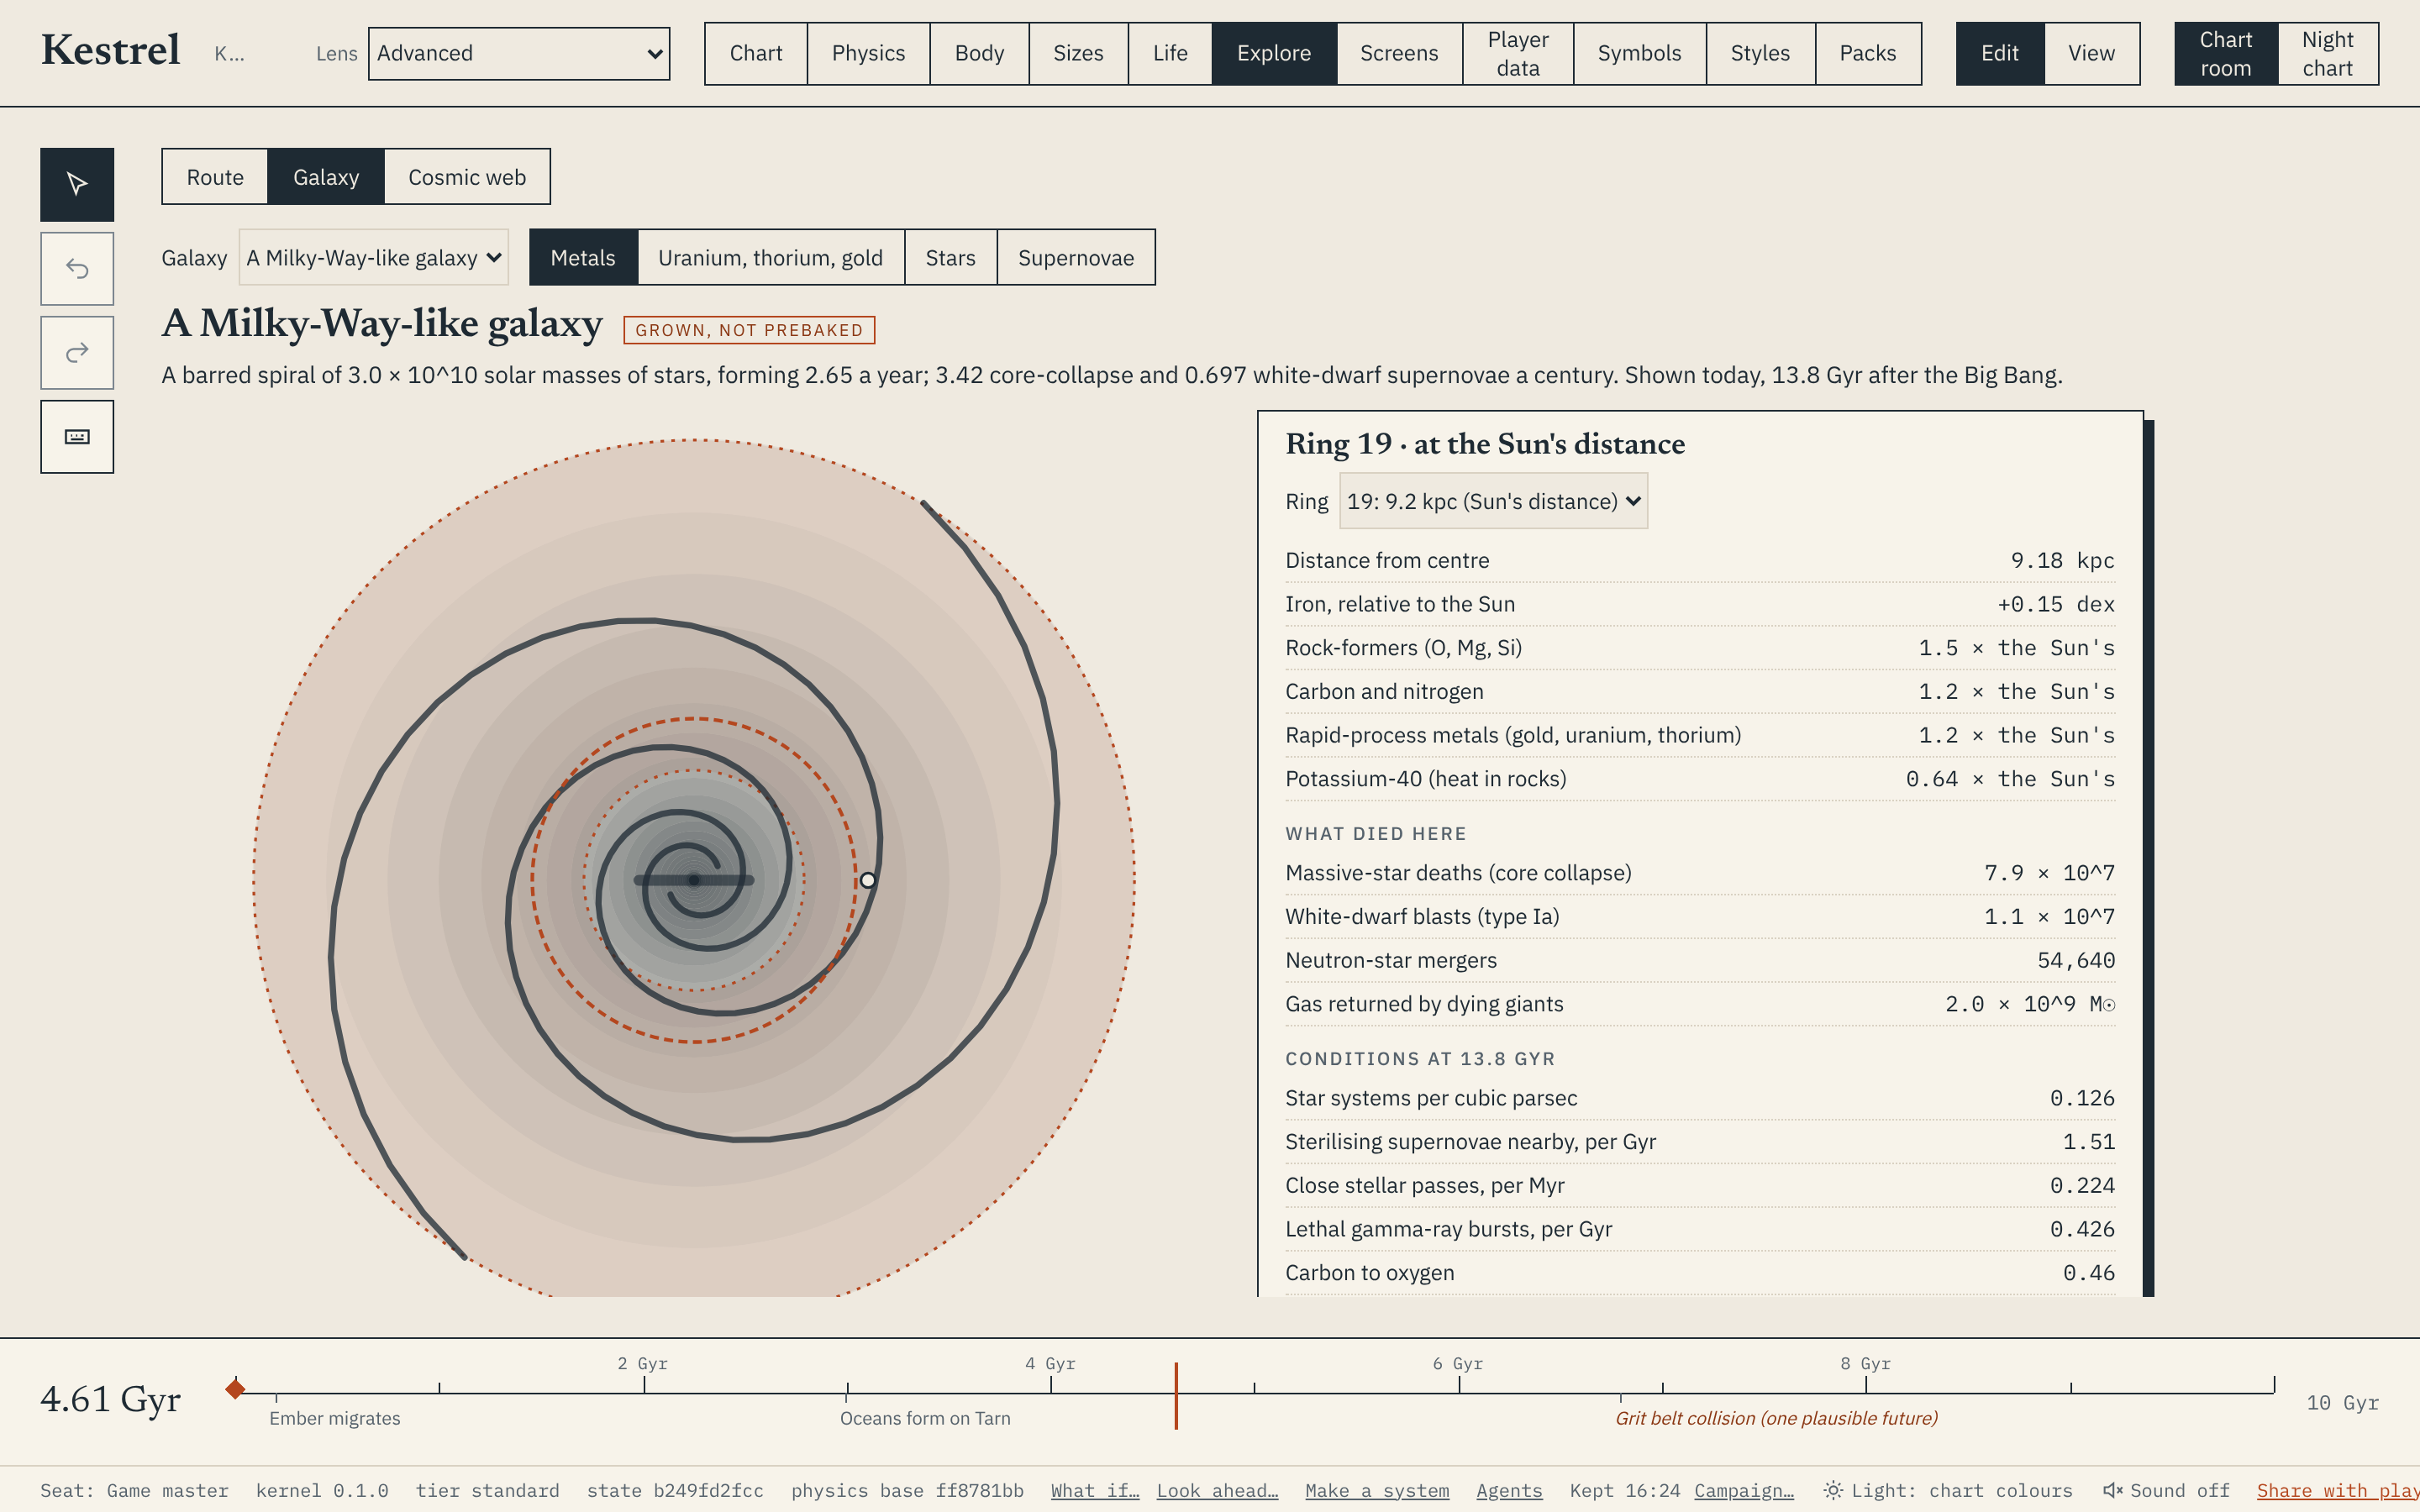 Kestrel K… Lens Advanced Chart Physics Body Sizes Life Explore Screens Player data Symbols Styles Packs Edit View Chart room Night chart
Route Galaxy Cosmic web
Galaxy A Milky-Way-like galaxy Metals Uranium, thorium, gold Stars Supernovae
A Milky-Way-like galaxy GROWN, NOT PREBAKED
A barred spiral of 3.0 × 10^10 solar masses of stars, forming 2.65 a year; 3.42 core-collapse and 0.697 white-dwarf supernovae a century. Shown today, 13.8 Gyr after the Big Bang.
Ring 19 · at the Sun's distance
Ring 19: 9.2 kpc (Sun's distance)
Distance from centre 9.18 kpc
Iron, relative to the Sun +0.15 dex
Rock-formers (O, Mg, Si) 1.5 × the Sun's
Carbon and nitrogen 1.2 × the Sun's
Rapid-process metals (gold, uranium, thorium) 1.2 × the Sun's
Potassium-40 (heat in rocks) 0.64 × the Sun's
WHAT DIED HERE
Massive-star deaths (core collapse) 7.9 × 10^7
White-dwarf blasts (type Ia) 1.1 × 10^7
Neutron-star mergers 54,640
Gas returned by dying giants 2.0 × 10^9 M☉
CONDITIONS AT 13.8 GYR
Star systems per cubic parsec 0.126
Sterilising supernovae nearby, per Gyr 1.51
Close stellar passes, per Myr 0.224
Lethal gamma-ray bursts, per Gyr 0.426
Carbon to oxygen 0.46
2 Gyr 4 Gyr 6 Gyr 8 Gyr
4.61 Gyr 10 Gyr
Ember migrates Oceans form on Tarn Grit belt collision (one plausible future)
Seat: Game master kernel 0.1.0 tier standard state b249fd2fcc physics base ff8781bb What if… Look ahead… Make a system Agents Kept 16:24 Campaign… Light: chart colours Sound off Share with play